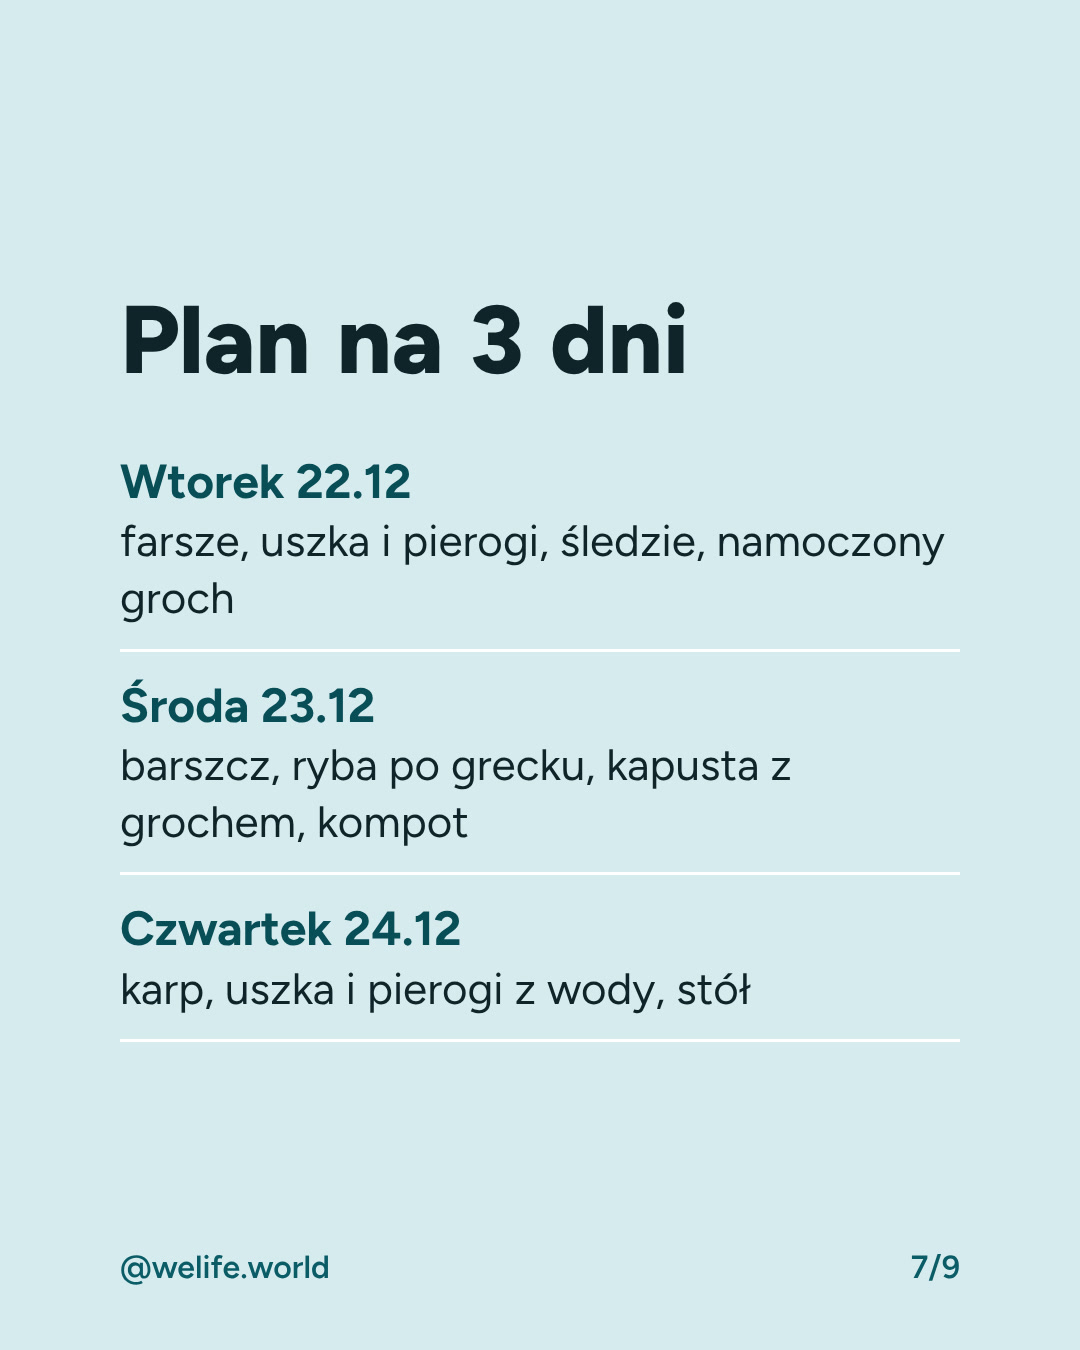 Plan na 3 dni
Wtorek 22.12
farsze, uszka i pierogi, śledzie, namoczony
groch
Środa 23.12
barszcz, ryba po grecku, kapusta z
grochem, kompot
Czwartek 24.12
karp, uszka i pierogi z wody, stół
@welife.world
7/9